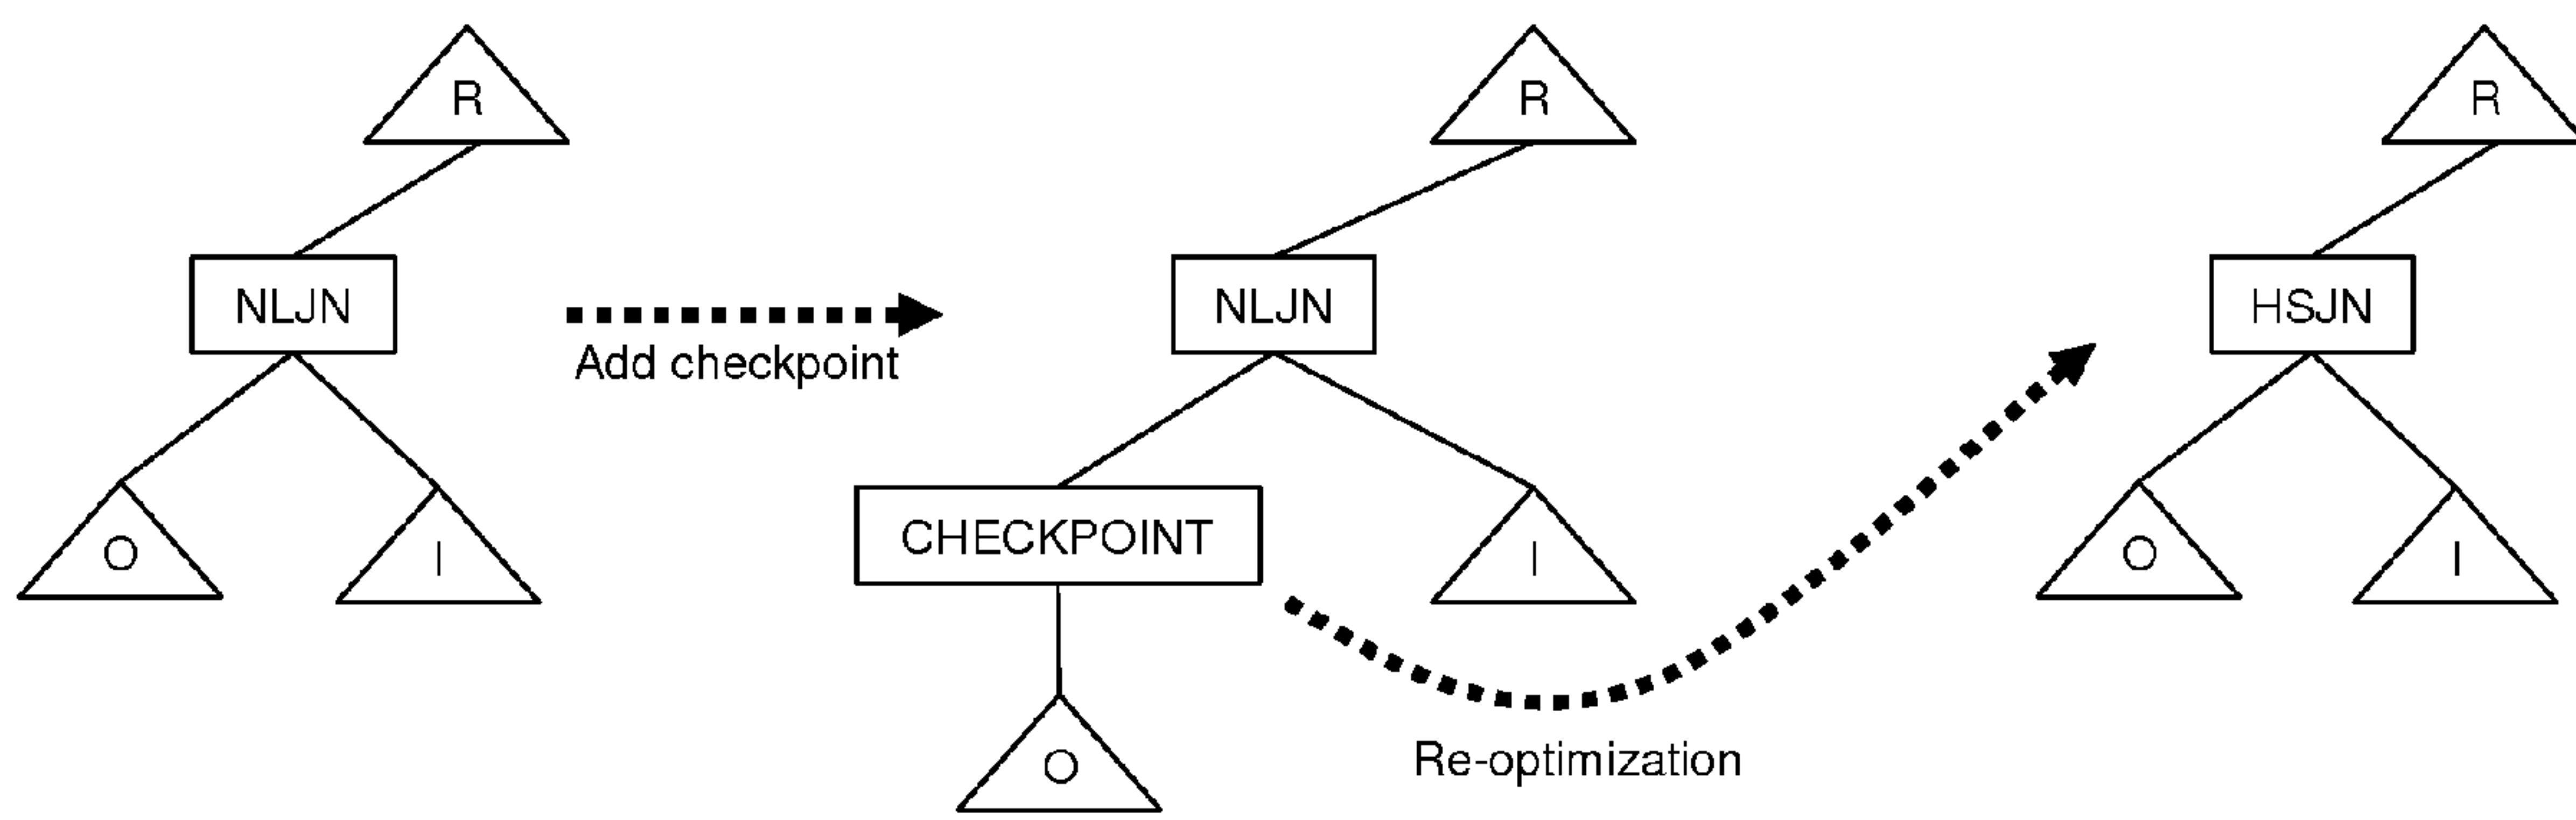 R
R
R
NLJN
NLJN
HSJN
Add checkpoint
CHECKPOINT
O
I
I
O
I
O
Re-optimization